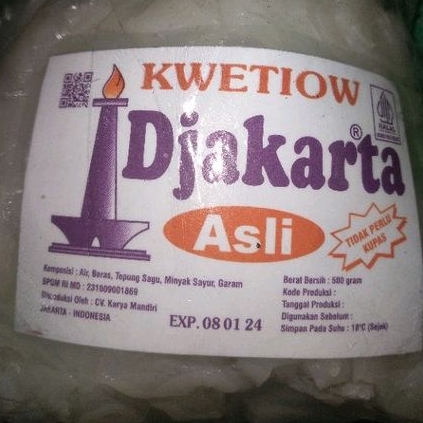 KWETIOW
HALAL
Djakarta®
Asli
TIDAK PERLU
KUPAS
Komposisi : Air, Beras, Tepung Sagu, Minyak Sayur, Garam
BPOM RI MD : 231609001869
Diproduksi Oleh : CV. Karya Mandiri
JAKARTA - INDONESIA
EXP. 08 01 24
Berat Bersih : 500 gram
Kode Produksi :
Tanggal Produksi :
Digunakan Sebelum :
Simpan Pada Suhu : 18°C (Sejuk)